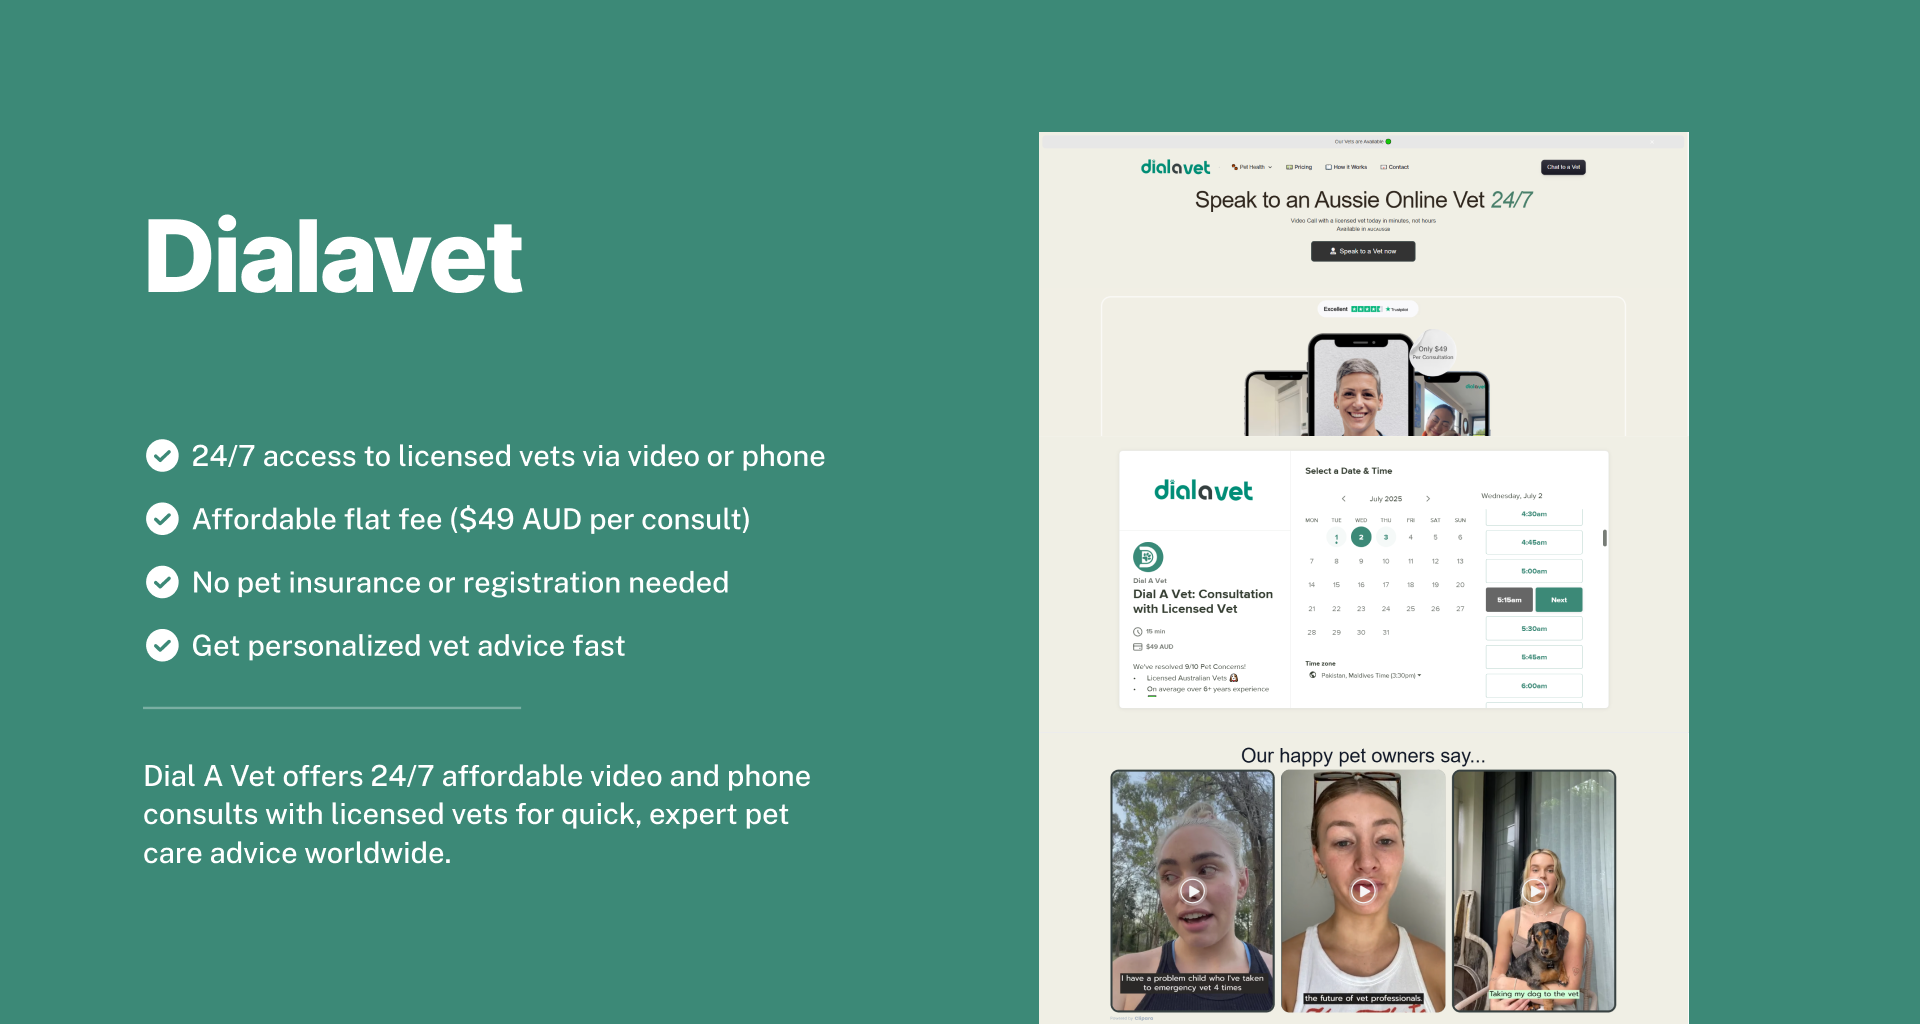 Dialavet
24/7 access to licensed vets via video or phone
Affordable flat fee ($49 AUD per consult)
No pet insurance or registration needed
Get personalized vet advice fast
Dial A Vet offers 24/7 affordable video and phone
consults with licensed vets for quick, expert pet
care advice worldwide.
Our Vets are Available
dialavet
Pet Health
Pricing
How it Works
Contact
Chat to a Vet
Speak to an Aussie Online Vet 24/7
Video Call with a licensed vet today in minutes, not hours
Available in
Speak to a Vet now
Excellent
Trustpilot
Only $49
Per Consultation
dialavet
dialavet
Dial A Vet
Dial A Vet: Consultation
with Licensed Vet
15 min
$49 AUD
We've resolved 9/10 Pet Concerns!
• Licensed Australian Vets
• On average over 6+ years experience
Select a Date & Time
July 2025
MON TUE WED THU FRI SAT SUN
1 2 3 4 5 6
7 8 9 10 11 12 13
14 15 16 17 18 19 20
21 22 23 24 25 26 27
28 29 30 31
Time zone
Pakistan, Maldives Time (3:30pm)
Wednesday, July 2
4:30am
4:45am
5:00am
5:15am Next
5:30am
5:45am
6:00am
Our happy pet owners say...
I have a problem child who I've taken
to emergency vet 4 times
the future of vet professionals.
Taking my dog to the vet
Powered by